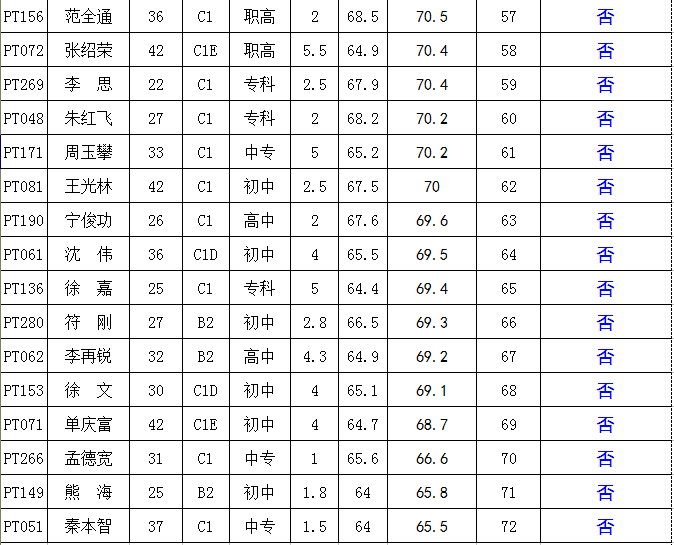 PT156 范全通 36 C1 职高 2 68.5 70.5 57 否
PT072 张绍荣 42 C1E 职高 5.5 64.9 70.4 58 否
PT269 李　思 22 C1 专科 2.5 67.9 70.4 59 否
PT048 朱红飞 27 C1 专科 2 68.2 70.2 60 否
PT171 周玉攀 33 C1 中专 5 65.2 70.2 61 否
PT081 王光林 42 C1 初中 2.5 67.5 70 62 否
PT190 宁俊功 26 C1 高中 2 67.6 69.6 63 否
PT061 沈　伟 36 C1D 初中 4 65.5 69.5 64 否
PT136 徐　嘉 25 C1 专科 5 64.4 69.4 65 否
PT280 符　刚 27 B2 初中 2.8 66.5 69.3 66 否
PT062 李再锐 32 B2 高中 4.3 64.9 69.2 67 否
PT153 徐　文 30 C1D 初中 4 65.1 69.1 68 否
PT071 单庆富 42 C1E 初中 4 64.7 68.7 69 否
PT266 孟德宽 31 C1 中专 1 65.6 66.6 70 否
PT149 熊　海 25 B2 初中 1.8 64 65.8 71 否
PT051 秦本智 37 C1 中专 1.5 64 65.5 72 否